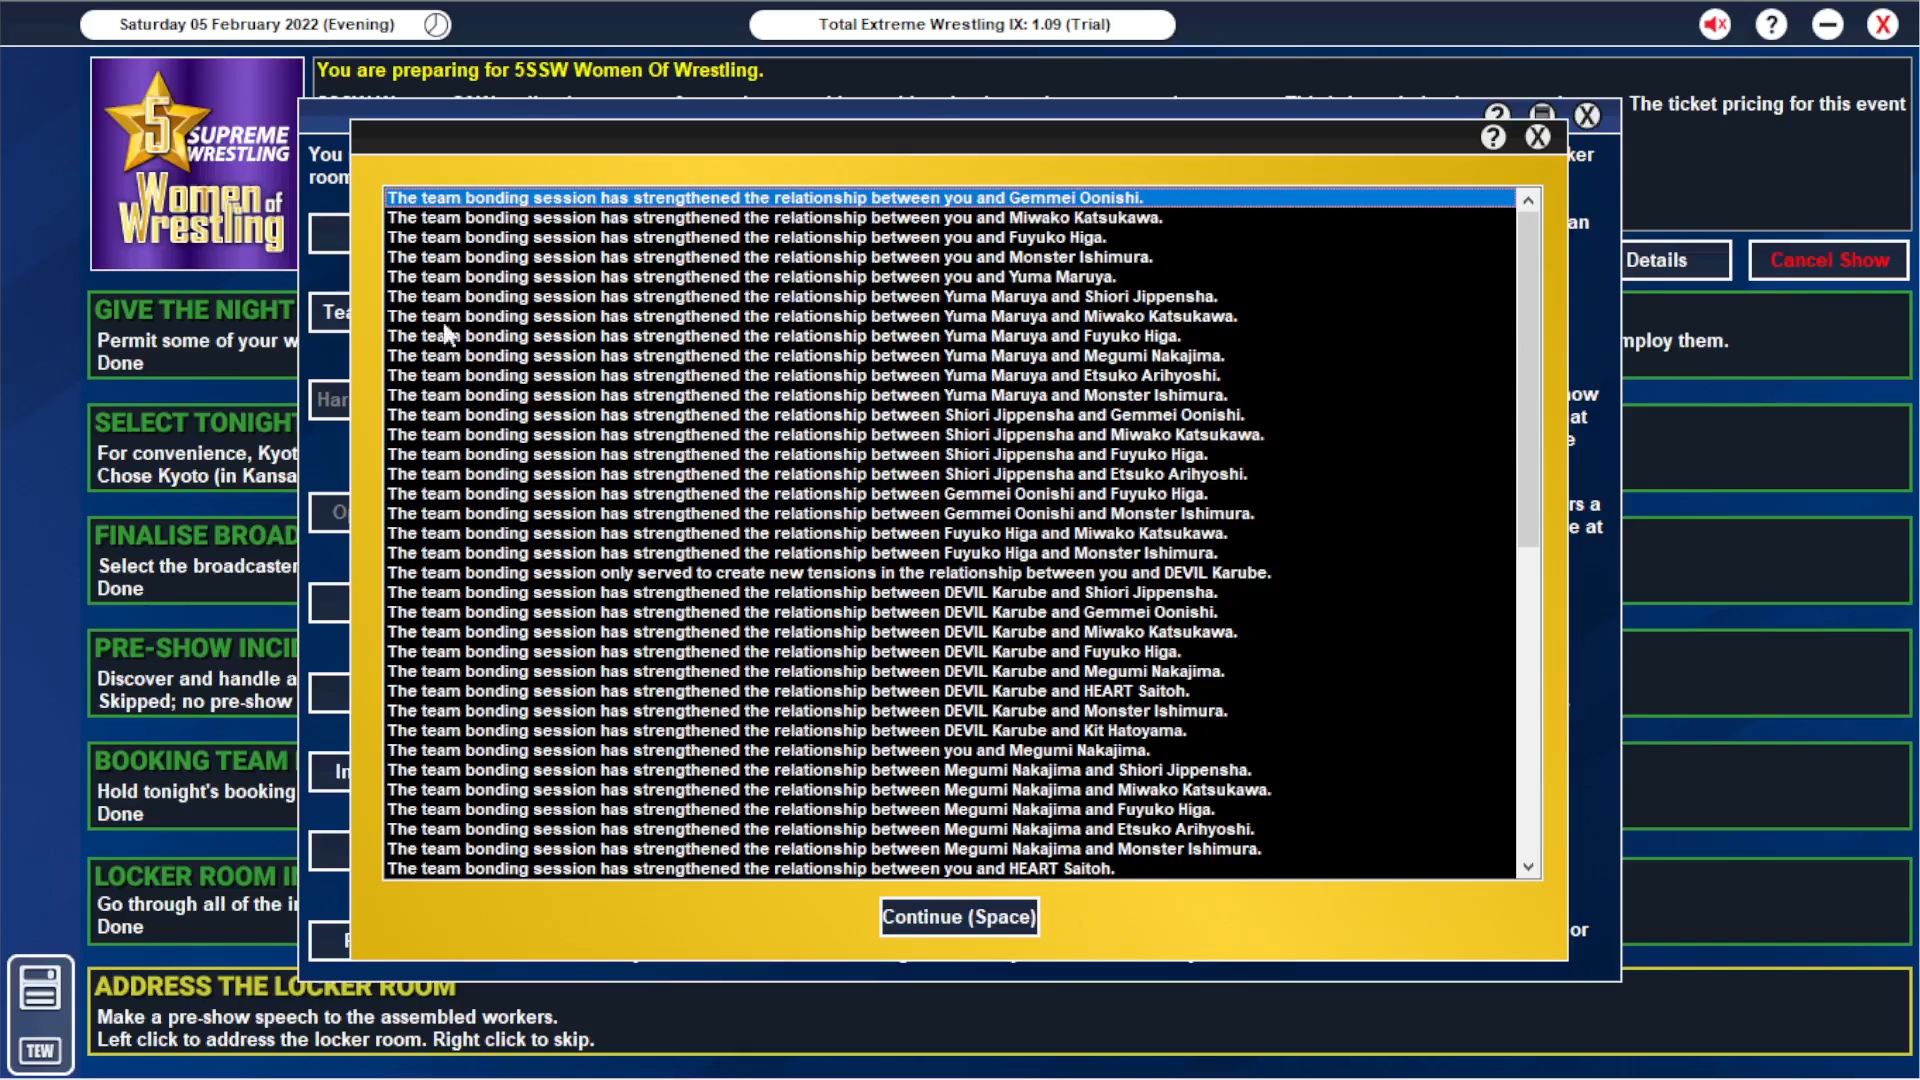 Saturday 05 February 2022 (Evening)
Total Extreme Wrestling IX: 1.09 (Trial)
?
X
5 SUPREME WRESTLING
Women of Wrestling
You are preparing for 5SSW Women Of Wrestling.
The ticket pricing for this event
? X
? X
You
room
ker
an
Details
Cancel Show
The team bonding session has strengthened the relationship between you and Gemmei Oonishi.
The team bonding session has strengthened the relationship between you and Miwako Katsukawa.
The team bonding session has strengthened the relationship between you and Fuyuko Higa.
The team bonding session has strengthened the relationship between you and Monster Ishimura.
The team bonding session has strengthened the relationship between you and Yuma Maruya.
The team bonding session has strengthened the relationship between Yuma Maruya and Shiori Jippensha.
The team bonding session has strengthened the relationship between Yuma Maruya and Miwako Katsukawa.
The team bonding session has strengthened the relationship between Yuma Maruya and Fuyuko Higa.
The team bonding session has strengthened the relationship between Yuma Maruya and Megumi Nakajima.
The team bonding session has strengthened the relationship between Yuma Maruya and Etsuko Arihyoshi.
The team bonding session has strengthened the relationship between Yuma Maruya and Monster Ishimura.
The team bonding session has strengthened the relationship between Shiori Jippensha and Gemmei Oonishi.
The team bonding session has strengthened the relationship between Shiori Jippensha and Miwako Katsukawa.
The team bonding session has strengthened the relationship between Shiori Jippensha and Fuyuko Higa.
The team bonding session has strengthened the relationship between Shiori Jippensha and Etsuko Arihyoshi.
The team bonding session has strengthened the relationship between Gemmei Oonishi and Fuyuko Higa.
The team bonding session has strengthened the relationship between Gemmei Oonishi and Monster Ishimura.
The team bonding session has strengthened the relationship between Fuyuko Higa and Miwako Katsukawa.
The team bonding session has strengthened the relationship between Fuyuko Higa and Monster Ishimura.
The team bonding session only served to create new tensions in the relationship between you and DEVIL Karube.
The team bonding session has strengthened the relationship between DEVIL Karube and Shiori Jippensha.
The team bonding session has strengthened the relationship between DEVIL Karube and Gemmei Oonishi.
The team bonding session has strengthened the relationship between DEVIL Karube and Miwako Katsukawa.
The team bonding session has strengthened the relationship between DEVIL Karube and Fuyuko Higa.
The team bonding session has strengthened the relationship between DEVIL Karube and Megumi Nakajima.
The team bonding session has strengthened the relationship between DEVIL Karube and HEART Saitoh.
The team bonding session has strengthened the relationship between DEVIL Karube and Monster Ishimura.
The team bonding session has strengthened the relationship between DEVIL Karube and Kit Hatoyama.
The team bonding session has strengthened the relationship between you and Megumi Nakajima.
The team bonding session has strengthened the relationship between Megumi Nakajima and Shiori Jippensha.
The team bonding session has strengthened the relationship between Megumi Nakajima and Miwako Katsukawa.
The team bonding session has strengthened the relationship between Megumi Nakajima and Fuyuko Higa.
The team bonding session has strengthened the relationship between Megumi Nakajima and Etsuko Arihyoshi.
The team bonding session has strengthened the relationship between Megumi Nakajima and Monster Ishimura.
The team bonding session has strengthened the relationship between you and HEART Saitoh.
Continue (Space)
GIVE THE NIGHT
Permit some of your w
Done
Tea
mploy them.
Har
ow
at
e
SELECT TONIGHT
For convenience, Kyot
Chose Kyoto (in Kansa
rs a
e at
FINALISE BROAD
Select the broadcaster
Done
PRE-SHOW INCI
Discover and handle a
Skipped; no pre-show
BOOKING TEAM
Hold tonight's booking
Done
In
LOCKER ROOM I
Go through all of the i
Done
or
ADDRESS THE LOCKER ROOM
Make a pre-show speech to the assembled workers.
Left click to address the locker room. Right click to skip.
TEW